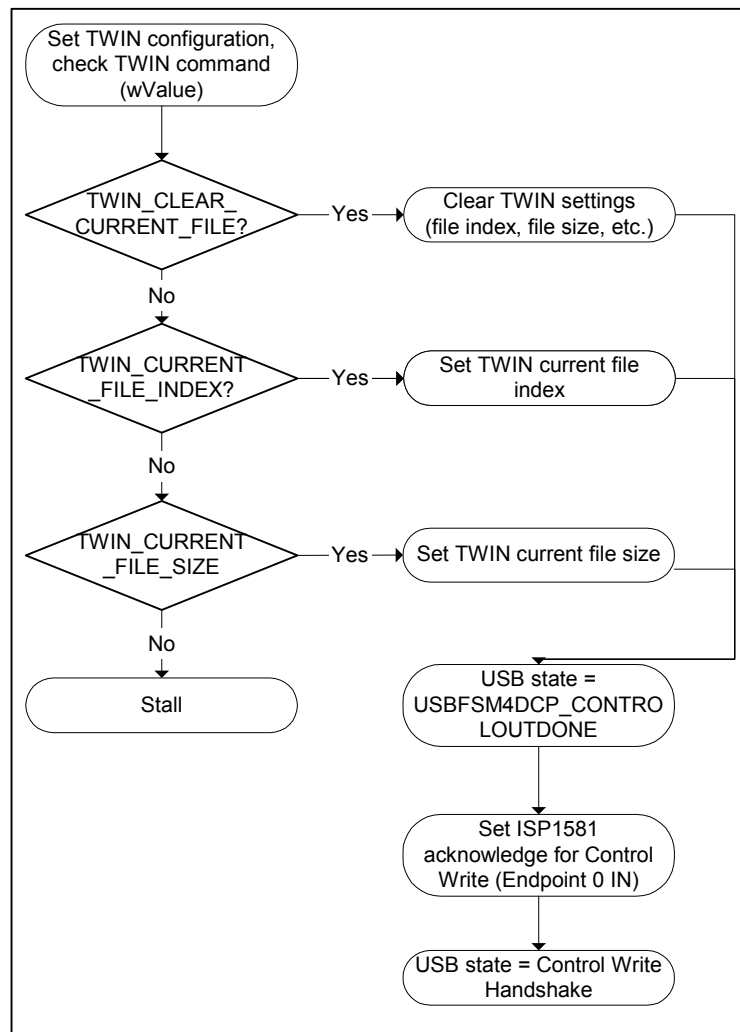 Set TWIN configuration,
check TWIN command
(wValue)
TWIN_CLEAR_
CURRENT_FILE?
Yes
Clear TWIN settings
(file index, file size, etc.)
No
TWIN_CURRENT
_FILE_INDEX?
Yes
Set TWIN current file
index
No
TWIN_CURRENT
_FILE_SIZE
Yes
Set TWIN current file size
No
Stall
USB state =
USBFSM4DCP_CONTRO
LOUTDONE
Set ISP1581
acknowledge for Control
Write (Endpoint 0 IN)
USB state = Control Write
Handshake